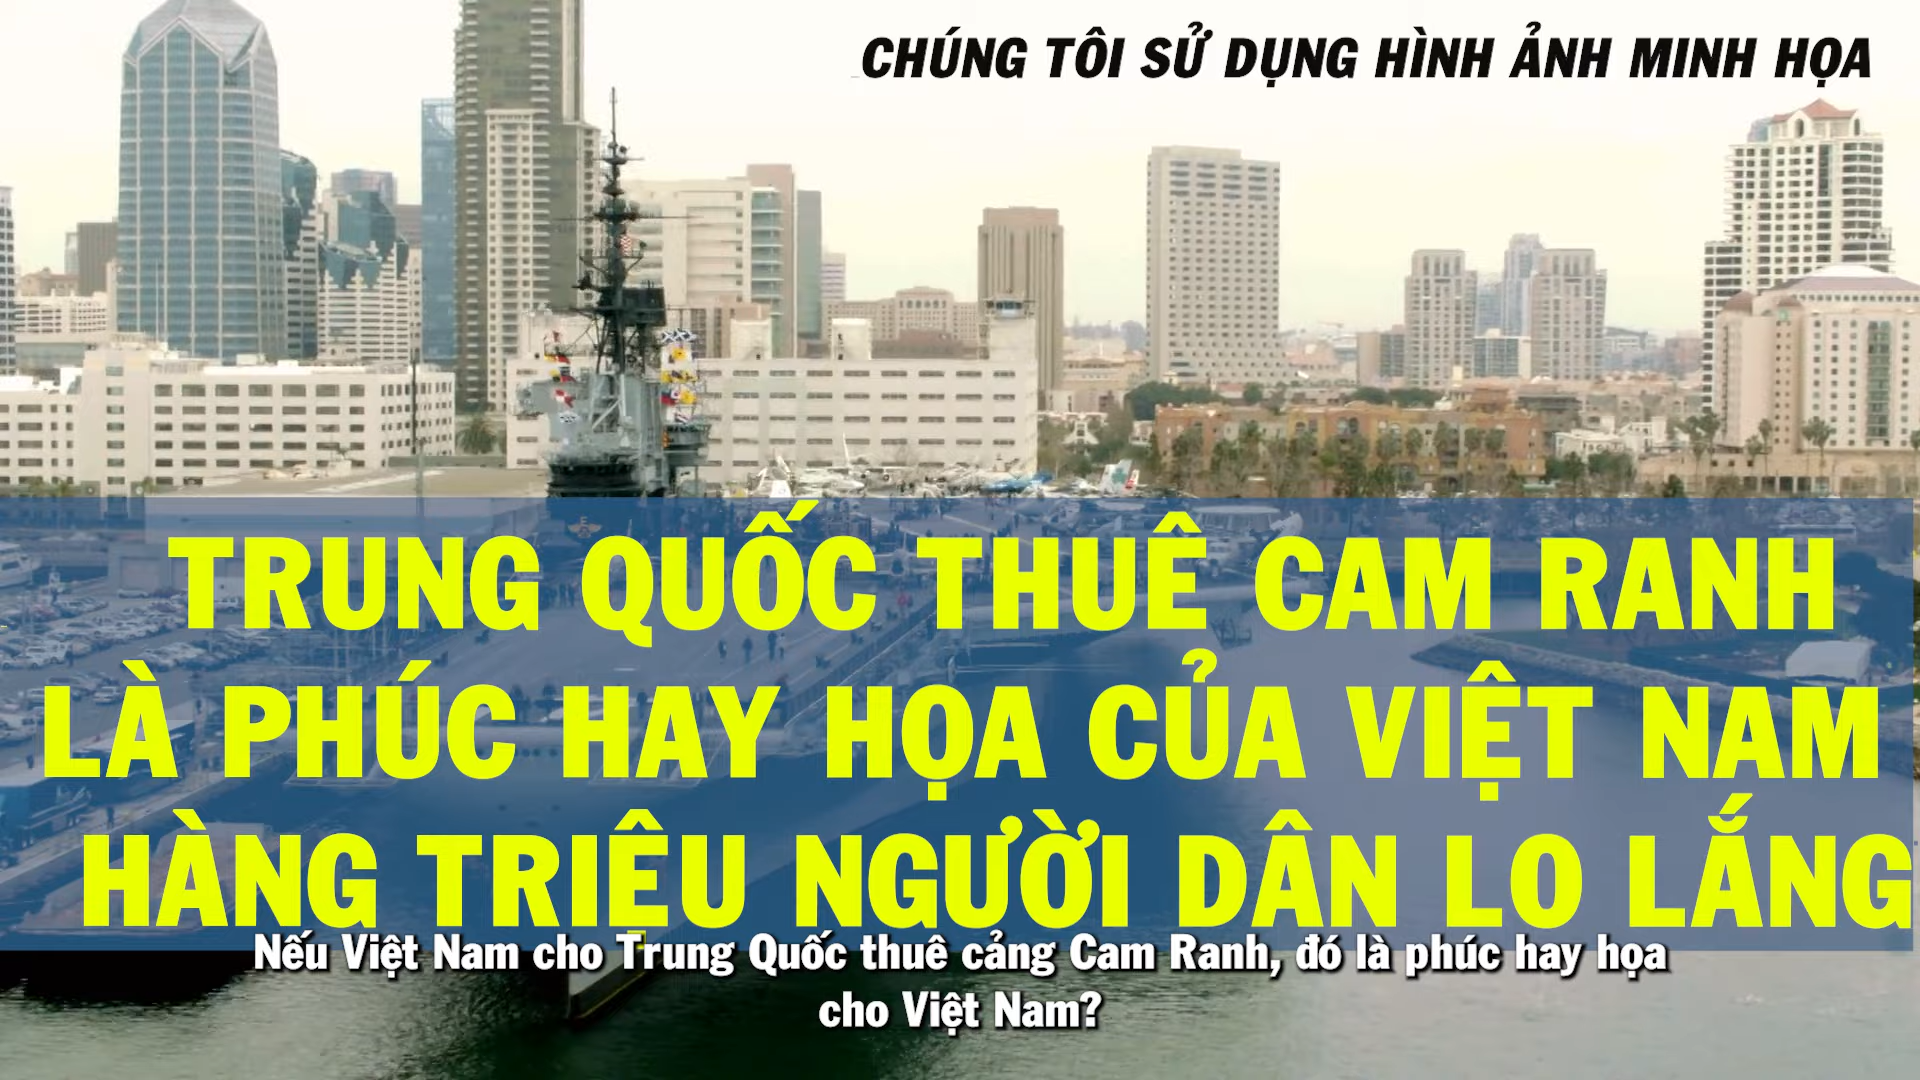 CHÚNG TÔI SỬ DỤNG HÌNH ẢNH MINH HỌA
TRUNG QUỐC THUÊ CAM RANH
LÀ PHÚC HAY HỌA CỦA VIỆT NAM
HÀNG TRIỆU NGƯỜI DÂN LO LẮNG
Nếu Việt Nam cho Trung Quốc thuê cảng Cam Ranh, đó là phúc hay họa
cho Việt Nam?